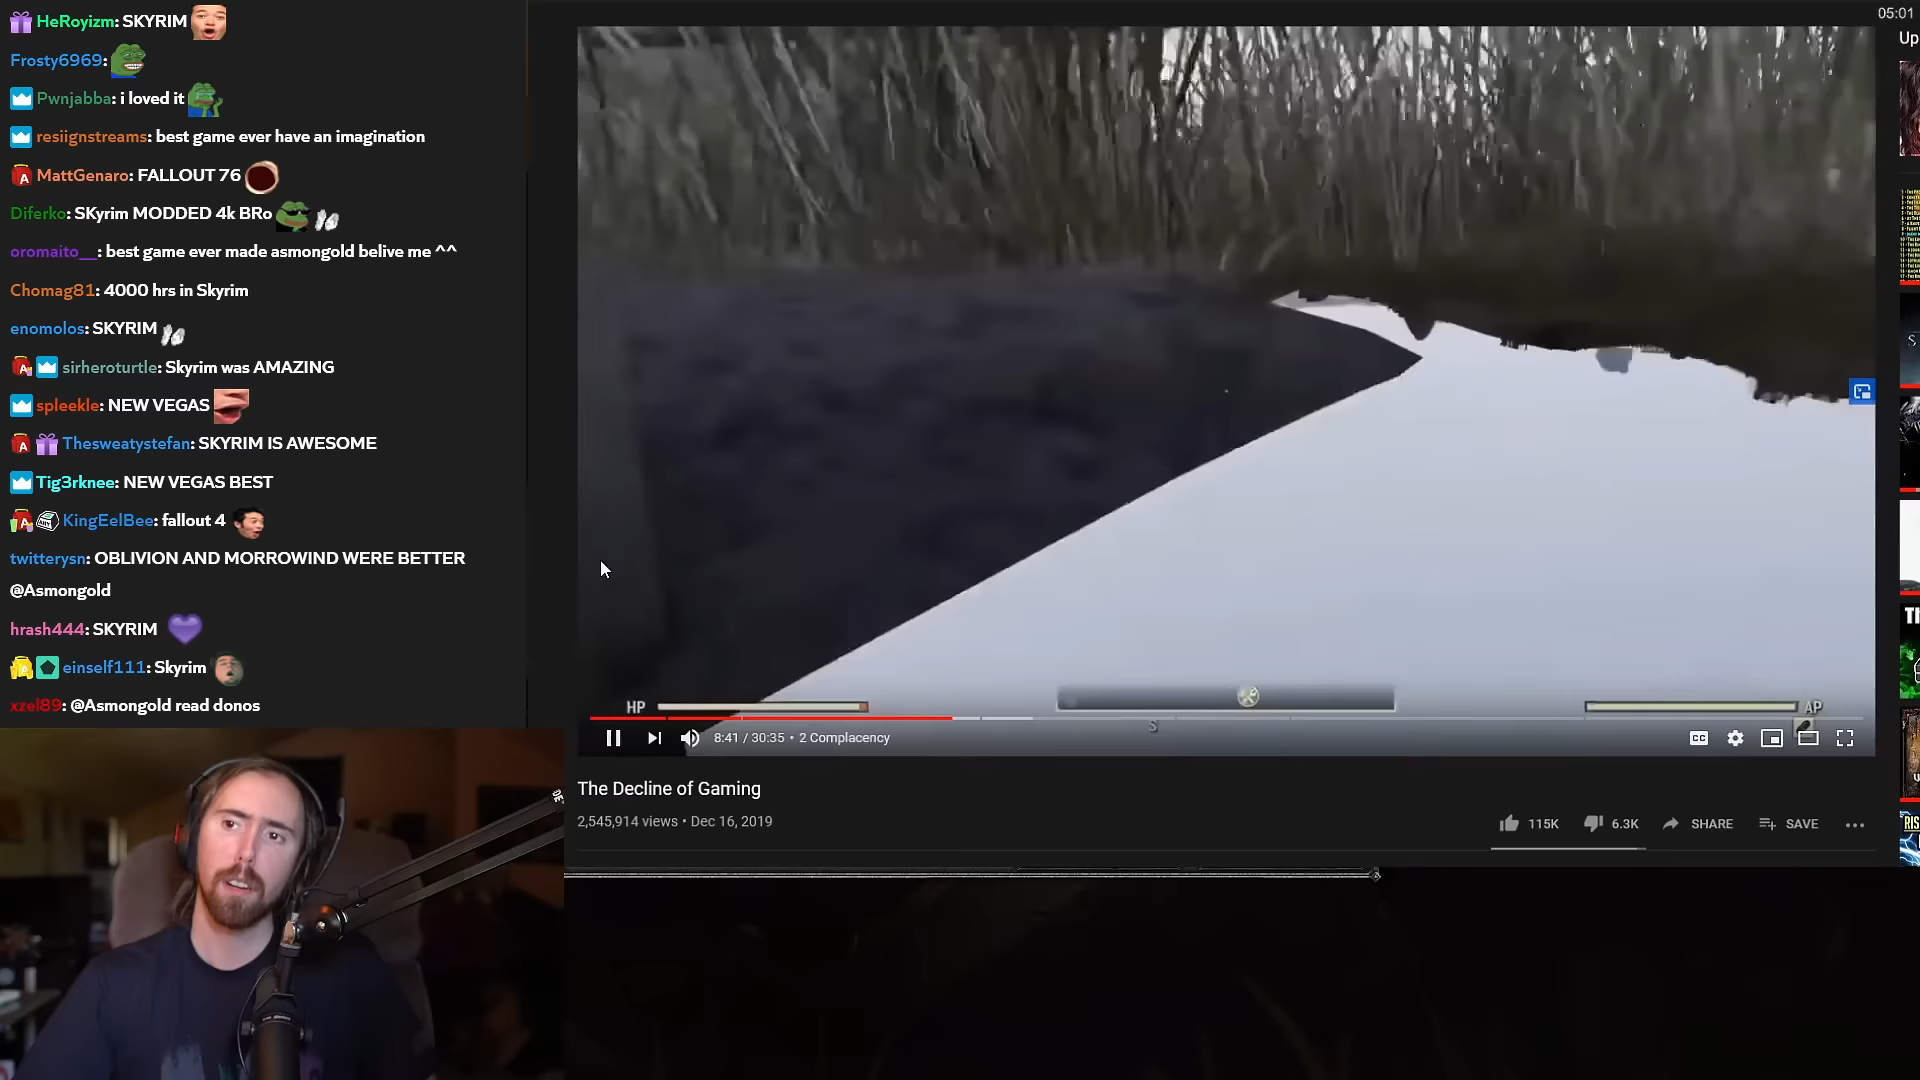 HeRoyizm: SKYRIM
Frosty6969:
Pwnjabba: i loved it
resiignstreams: best game ever have an imagination
MattGenaro: FALLOUT 76
Diferko: SKyrim MODDED 4k BRo
oromaito__: best game ever made asmongold belive me ^^
Chomag81: 4000 hrs in Skyrim
enomolos: SKYRIM
sirheroturtle: Skyrim was AMAZING
spleekle: NEW VEGAS
Thesweatystefan: SKYRIM IS AWESOME
Tig3rknee: NEW VEGAS BEST
KingEelBee: fallout 4
twitterysn: OBLIVION AND MORROWIND WERE BETTER
@Asmongold
hrash444: SKYRIM
einself111: Skyrim
xzel89: @Asmongold read donos
05:01
Up
HP
AP
S
8:41 / 30:35 • 2 Complacency
CC
The Decline of Gaming
2,545,914 views • Dec 16, 2019
115K
6.3K
SHARE
SAVE